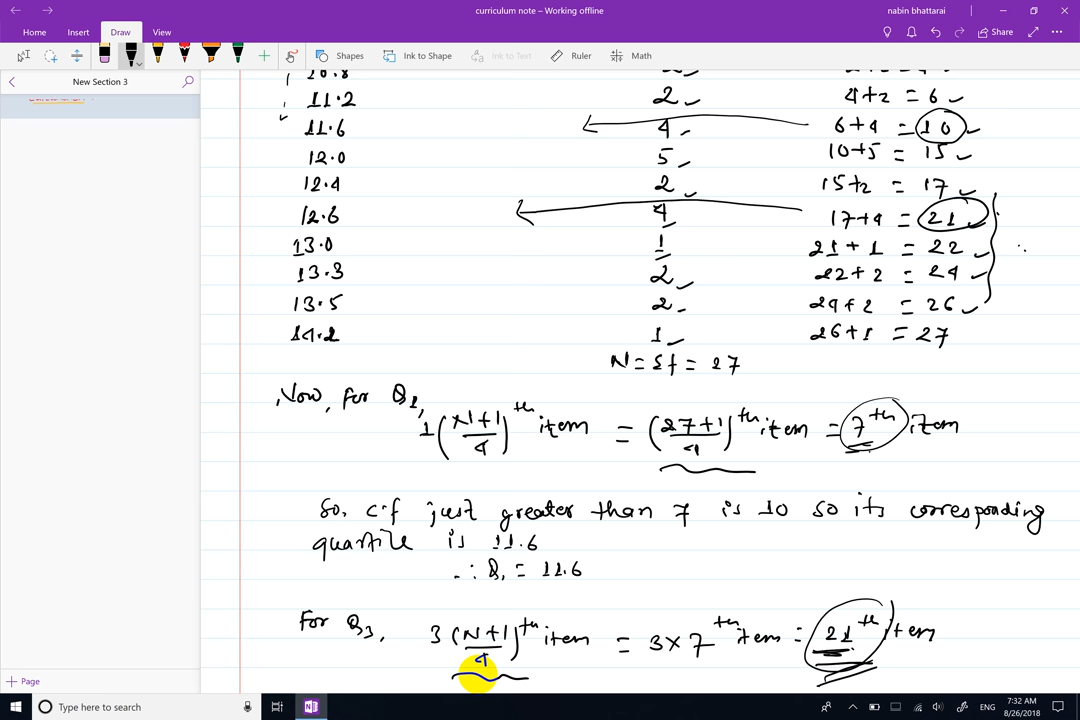 curriculum note – Working offline
nabin bhattarai
Home Insert Draw View
Share
Shapes Ink to Shape Ink to Text Ruler Math
New Section 3
11.2 2 4+2 = 6
11.6 4 6+4 = 10
12.0 5 10+5 = 15
12.4 2 15+2 = 17
12.6 4 17+4 = 21
13.0 1 21+1 = 22
13.3 2 22+2 = 24
13.5 2 24+2 = 26
14.2 1 26+1 = 27
N = Σf = 27
Now, for Q1,
1(N+1/4)th item = (27+1/4)th item = 7th item
So, c.f just greater than 7 is 10 so its corresponding
quartile is 11.6
∴ Q1 = 11.6
For Q3, 3(N+1/4)th item = 3×7th item = 21th item
Page
Type here to search
ENG
7:32 AM
8/26/2018